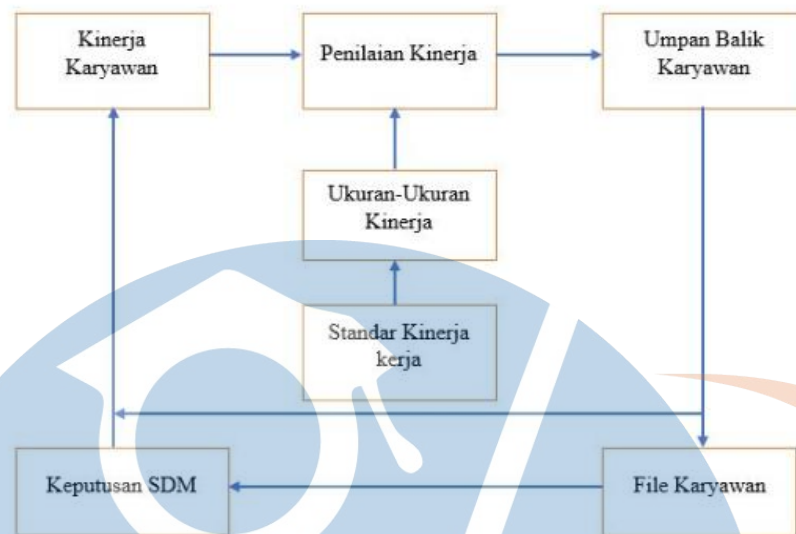 Kinerja
Karyawan
Penilaian Kinerja
Umpan Balik
Karyawan
Ukuran-Ukuran
Kinerja
Standar Kinerja
kerja
Keputusan SDM
File Karyawan